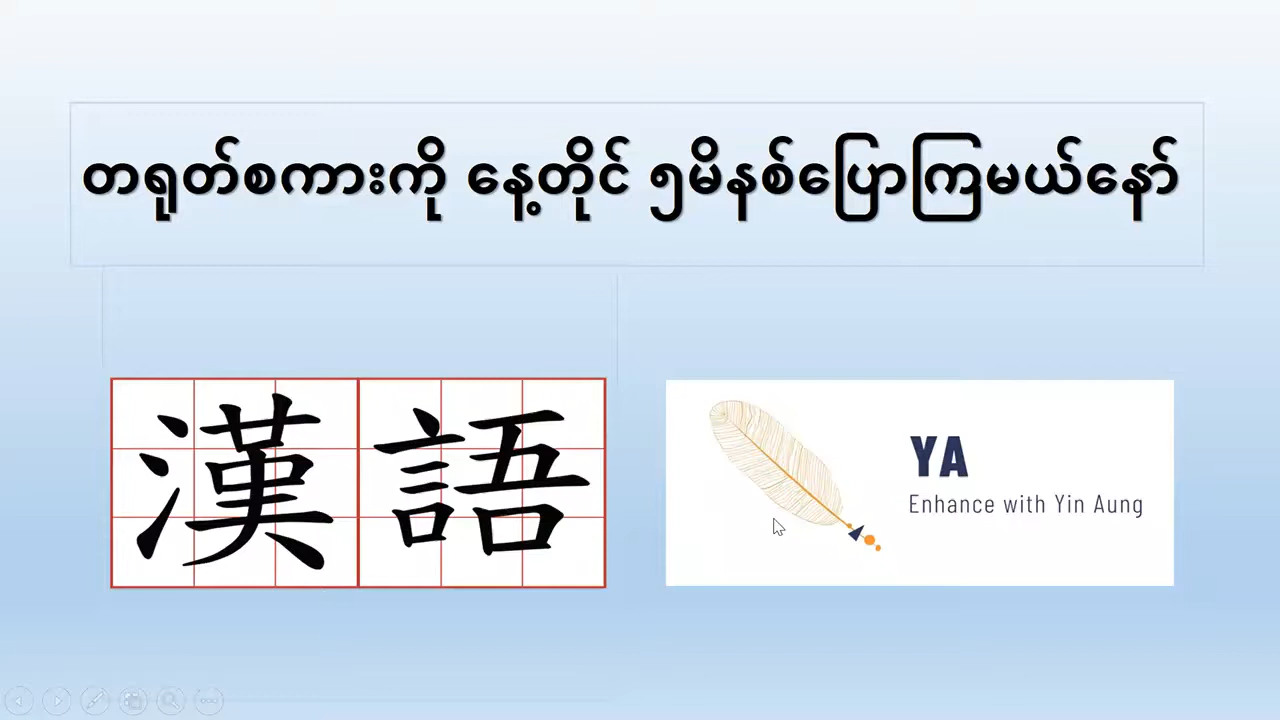 တရုတ်စကားကို နေ့တိုင် ၅မိနစ်ပြောကြမယ်နော်
漢語
YA
Enhance with Yin Aung